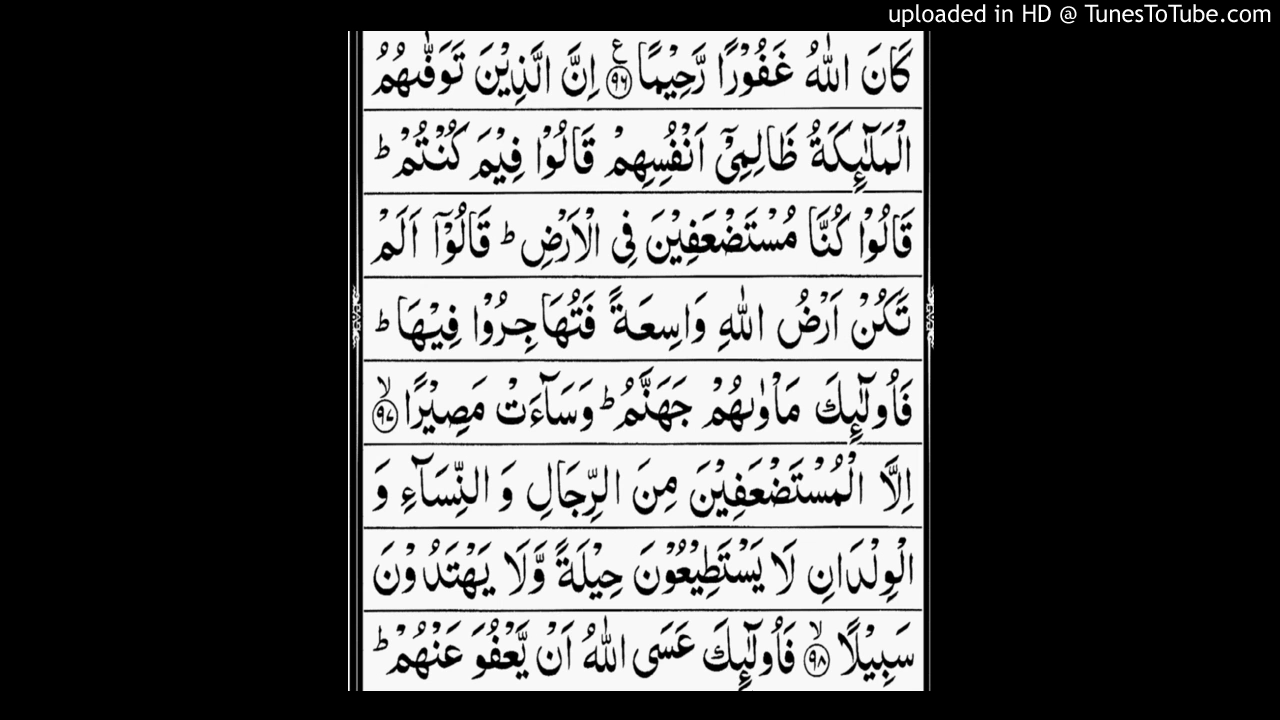 uploaded in HD @ TunesToTube.com
كَانَ اللّٰهُ غَفُوْرًا رَّحِيْمًا ۧ﴿۹۶﴾ اِنَّ الَّذِيْنَ تَوَفّٰىهُمُ
الْمَلٰٓئِكَةُ ظَالِمِىْۤ اَنْفُسِهِمْ قَالُوْا فِيْمَ كُنْتُمْ ؕ
قَالُوْا كُنَّا مُسْتَضْعَفِيْنَ فِى الْاَرْضِ ؕ قَالُوْۤا اَلَمْ
تَكُنْ اَرْضُ اللّٰهِ وَاسِعَةً فَتُهَاجِرُوْا فِيْهَا ؕ
فَاُولٰٓئِكَ مَاْوٰىهُمْ جَهَنَّمُ ؕ وَسَآءَتْ مَصِيْرًا ۙ﴿۹۷﴾
اِلَّا الْمُسْتَضْعَفِيْنَ مِنَ الرِّجَالِ وَ النِّسَآءِ وَ
الْوِلْدَانِ لَا يَسْتَطِيْعُوْنَ حِيْلَةً وَّلَا يَهْتَدُوْنَ
سَبِيْلًا ۙ﴿۹۸﴾ فَاُولٰٓئِكَ عَسَى اللّٰهُ اَنْ يَّعْفُوَ عَنْهُمْ ؕ